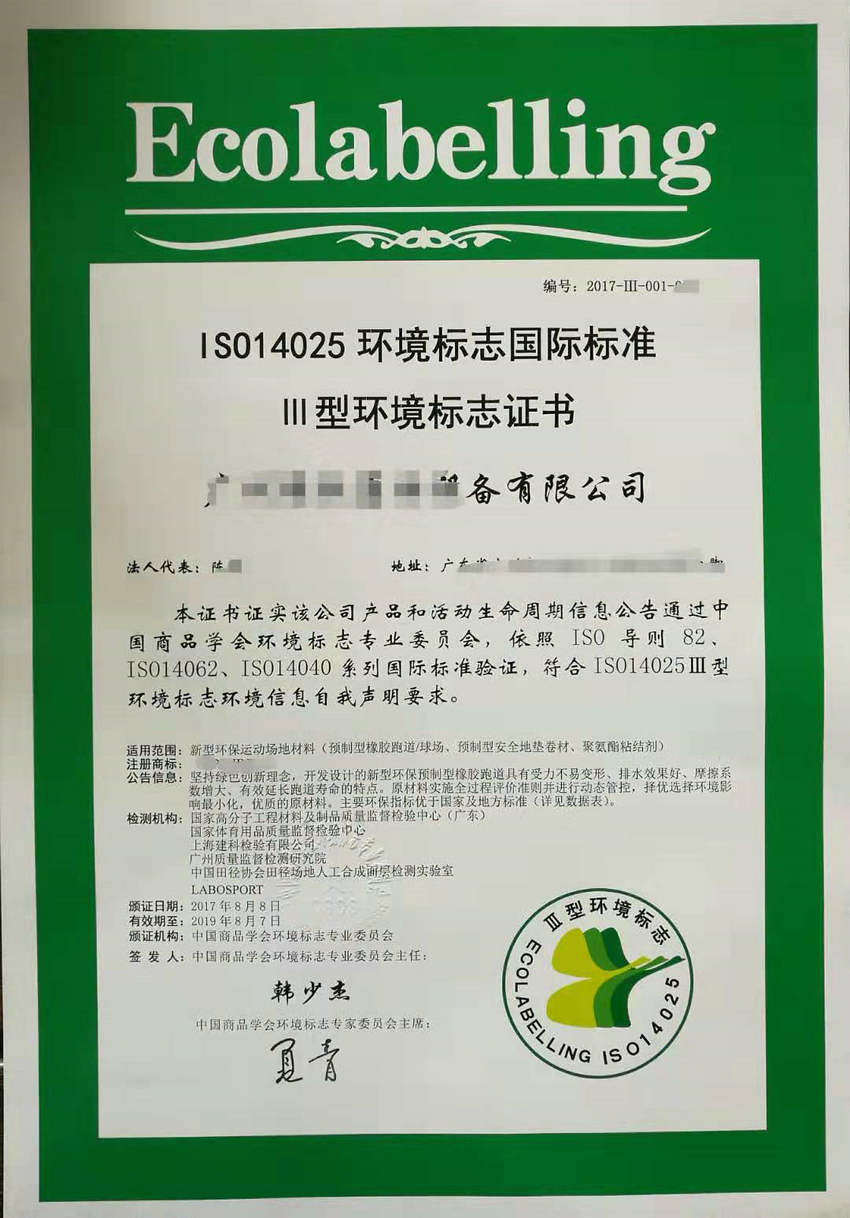 Ecolabelling
编号：2017-III-001-
ISO14025 环境标志国际标准
III型环境标志证书
广 备有限公司
法人代表：陈 地址：广东
本证书证实该公司产品和活动生命周期信息公告通过中
国商品学会环境标志专业委员会，依照 ISO 导则 82、
ISO14062、ISO14040 系列国际标准验证，符合 ISO14025III型
环境标志环境信息自我声明要求。
适用范围：新型环保运动场地材料（预制型橡胶跑道/球场、预制型安全地垫卷材、聚氨酯粘结剂）
注册商标：
公告信息：坚持绿色创新理念，开发设计的新型环保预制型橡胶跑道具有受力不易变形、排水效果好、摩擦系
数增大、有效延长跑道寿命的特点。原材料实施全过程评价准则并进行动态管控，择优选择环境影
响最小化，优质的原材料。主要环保指标优于国家及地方标准（详见数据表）。
检测机构：国家高分子工程材料及制品质量监督检验中心（广东）
国家体育用品质量监督检验中心
上海建科检验有限公司
广州质量监督检测研究院
中国田径协会田径场地人工合成面层检测实验室
LABOSPORT
颁证日期：2017年8月8日
有效期至：2019年8月7日
颁证机构：中国商品学会环境标志专业委员会
签 发 人：中国商品学会环境标志专业委员会主任：
韩少杰
中国商品学会环境标志专家委员会主席：
III型环境标志
ECOLABELLING ISO14025